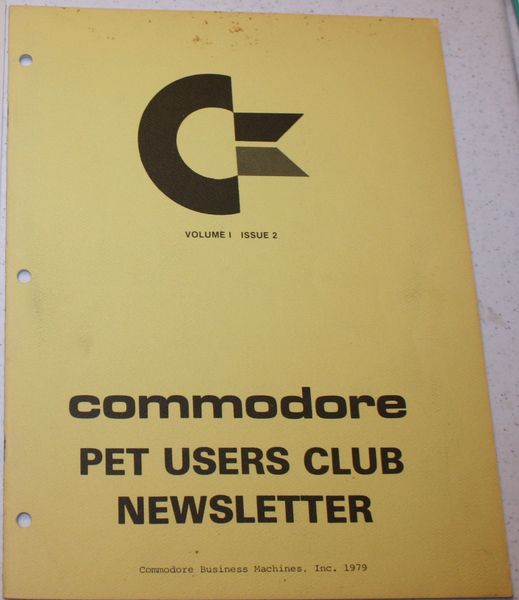 VOLUME I ISSUE 2
commodore
PET USERS CLUB
NEWSLETTER
Commodore Business Machines, Inc. 1979